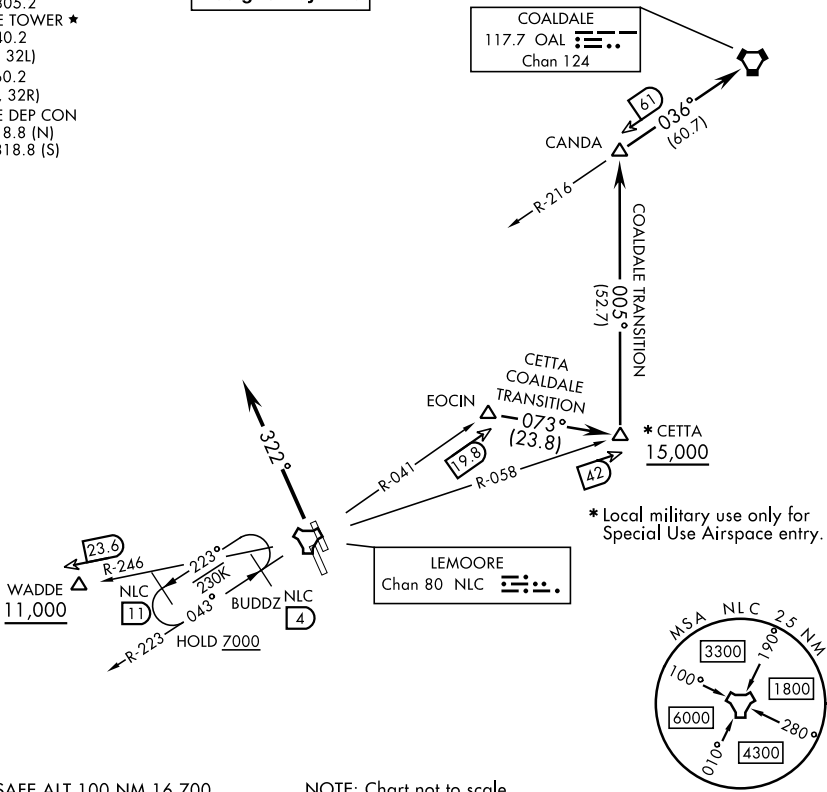 305.2
E TOWER ★
40.2
32L)
60.2
, 32R)
E DEP CON
8.8 (N)
318.8 (S)
COALDALE
117.7 OAL
Chan 124
61
036°
(60.7)
CANDA
R-216
COALDALE TRANSITION
005°
(52.7)
CETTA
COALDALE
TRANSITION
EOCIN
073°
(23.8)
* CETTA
15,000
19.8
42
R-041
R-058
322°
* Local military use only for
Special Use Airspace entry.
23.6
R-246
223°
230K
WADDE
11,000
NLC
11
043°
BUDDZ
NLC
4
R-223
HOLD 7000
LEMOORE
Chan 80 NLC
MSA NLC 25 NM
3300
190°
100°
1800
6000
280°
010°
4300
SAFE ALT 100 NM 16,700
NOTE: Chart not to scale